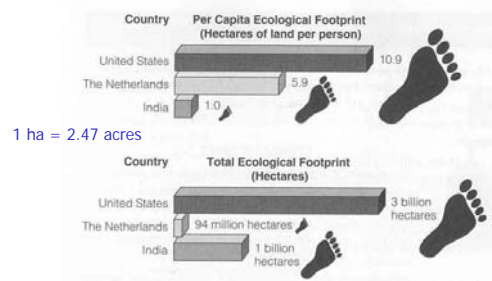 Country Per Capita Ecological Footprint
(Hectares of land per person)
United States 10.9
The Netherlands 5.9
India 1.0
1 ha = 2.47 acres
Country Total Ecological Footprint
(Hectares)
United States 3 billion
hectares
The Netherlands 94 million hectares
India 1 billion
hectares